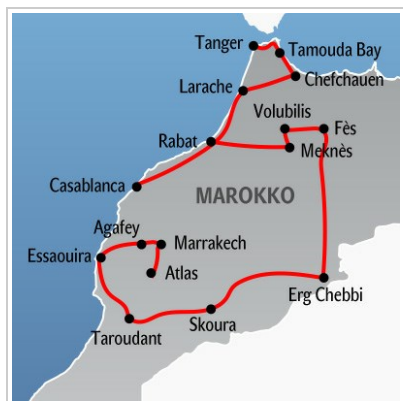 Tanger
Tamouda Bay
Larache
Chefchauen
Volubilis
Fès
Rabat
Meknès
Casablanca
MAROKKO
Agafey
Marrakech
Essaouira
Atlas
Erg Chebbi
Skoura
Taroudant